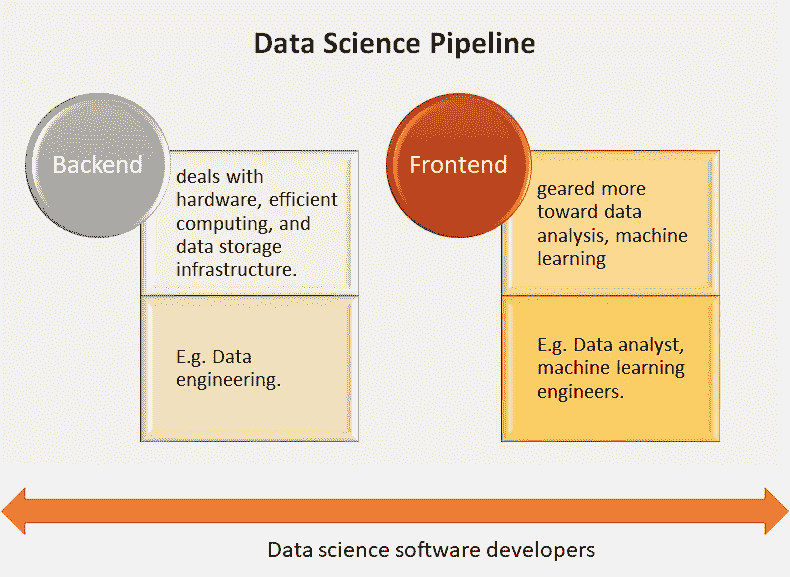 Data Science Pipeline
Backend
deals with
hardware, efficient
computing, and
data storage
infrastructure.
E.g. Data
engineering.
Frontend
geared more
toward data
analysis, machine
learning
E.g. Data analyst,
machine learning
engineers.
Data science software developers